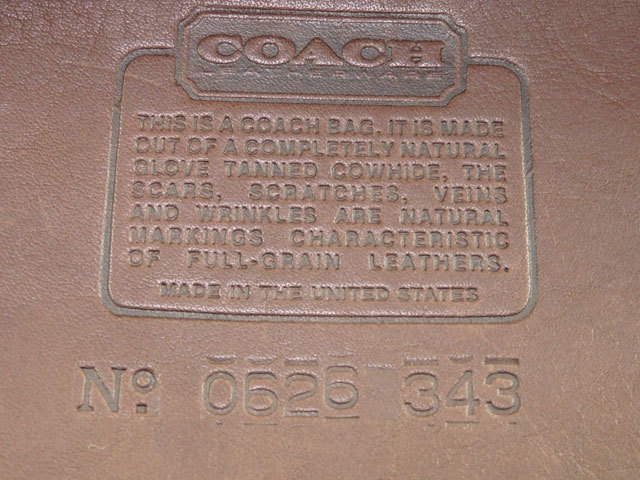 COACH
LEATHERWARE
THIS IS A COACH BAG. IT IS MADE
OUT OF A COMPLETELY NATURAL
GLOVE TANNED COWHIDE, THE
SCARS, SCRATCHES, VEINS
AND WRINKLES ARE NATURAL
MARKINGS CHARACTERISTIC
OF FULL-GRAIN LEATHERS.
MADE IN THE UNITED STATES
Nº 0626 343